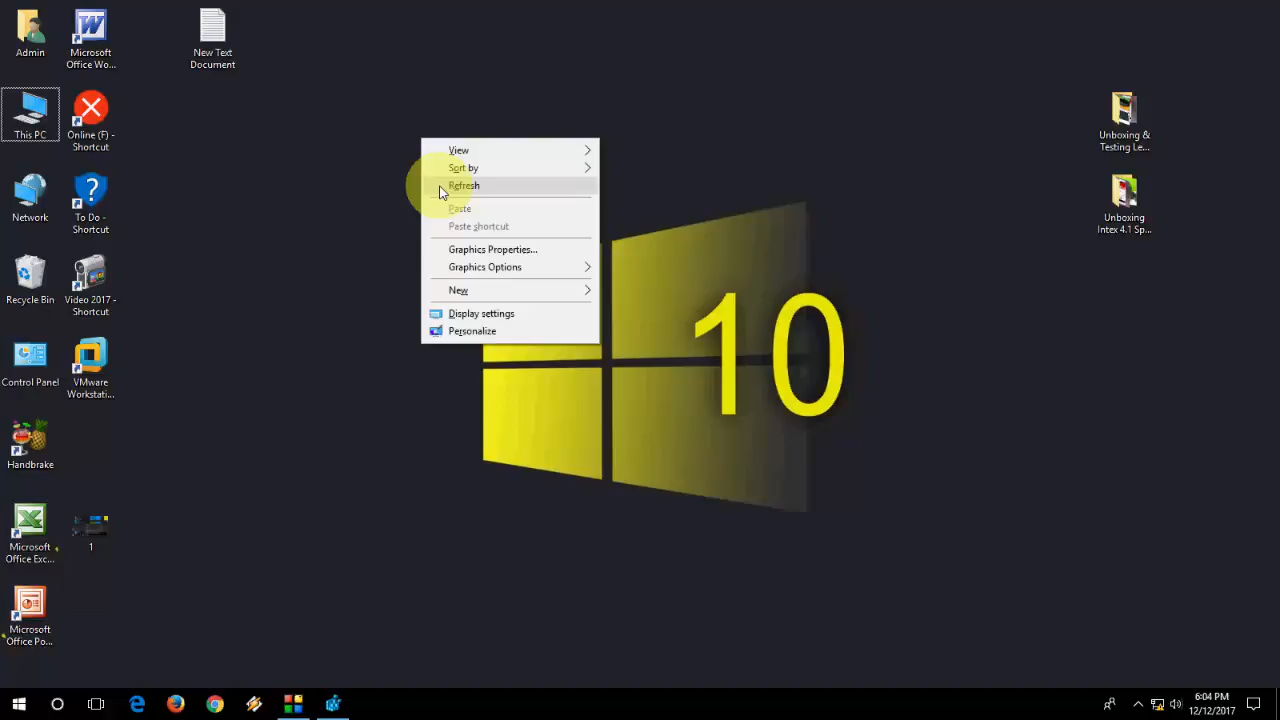 Admin
Microsoft
Office Wo...
New Text
Document
This PC
Online (F) -
Shortcut
Network
To Do -
Shortcut
Recycle Bin
Video 2017 -
Shortcut
Control Panel
VMware
Workstati...
Handbrake
Microsoft
Office Exc...
1
Microsoft
Office Po...
View
Sort by
Refresh
Paste
Paste shortcut
Graphics Properties...
Graphics Options
New
Display settings
Personalize
10
Unboxing &
Testing Le...
Unboxing
Intex 4.1 Sp...
6:04 PM
12/12/2017